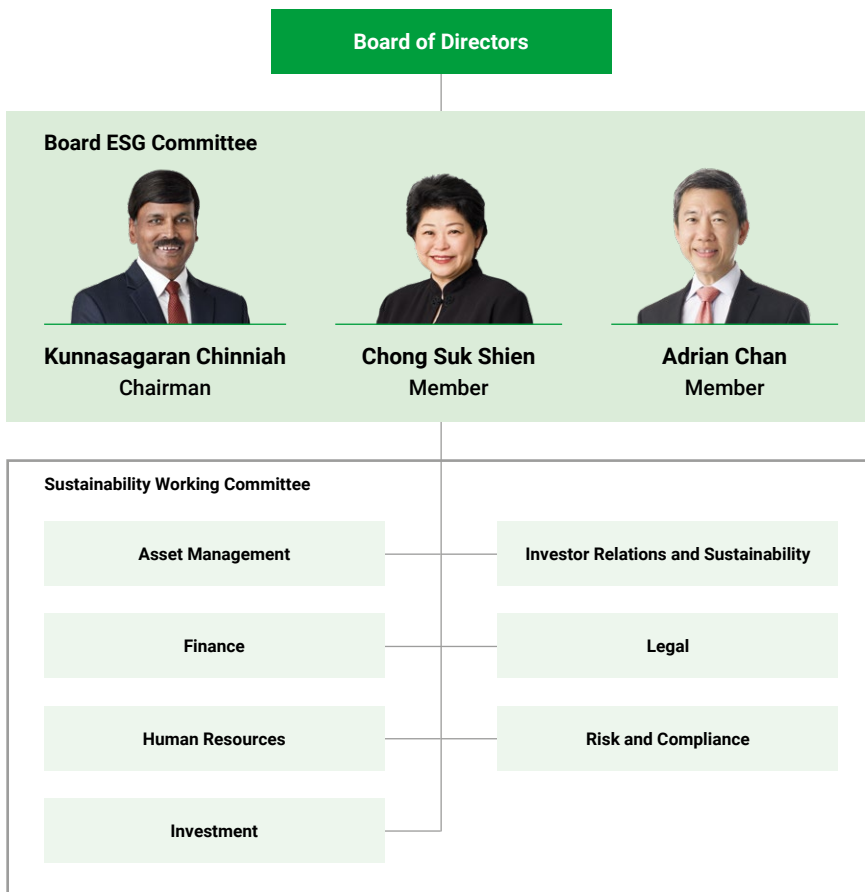 Board of Directors
Board ESG Committee
Kunnasagaran Chinniah
Chairman
Chong Suk Shien
Member
Adrian Chan
Member
Sustainability Working Committee
Asset Management
Investor Relations and Sustainability
Finance
Legal
Human Resources
Risk and Compliance
Investment